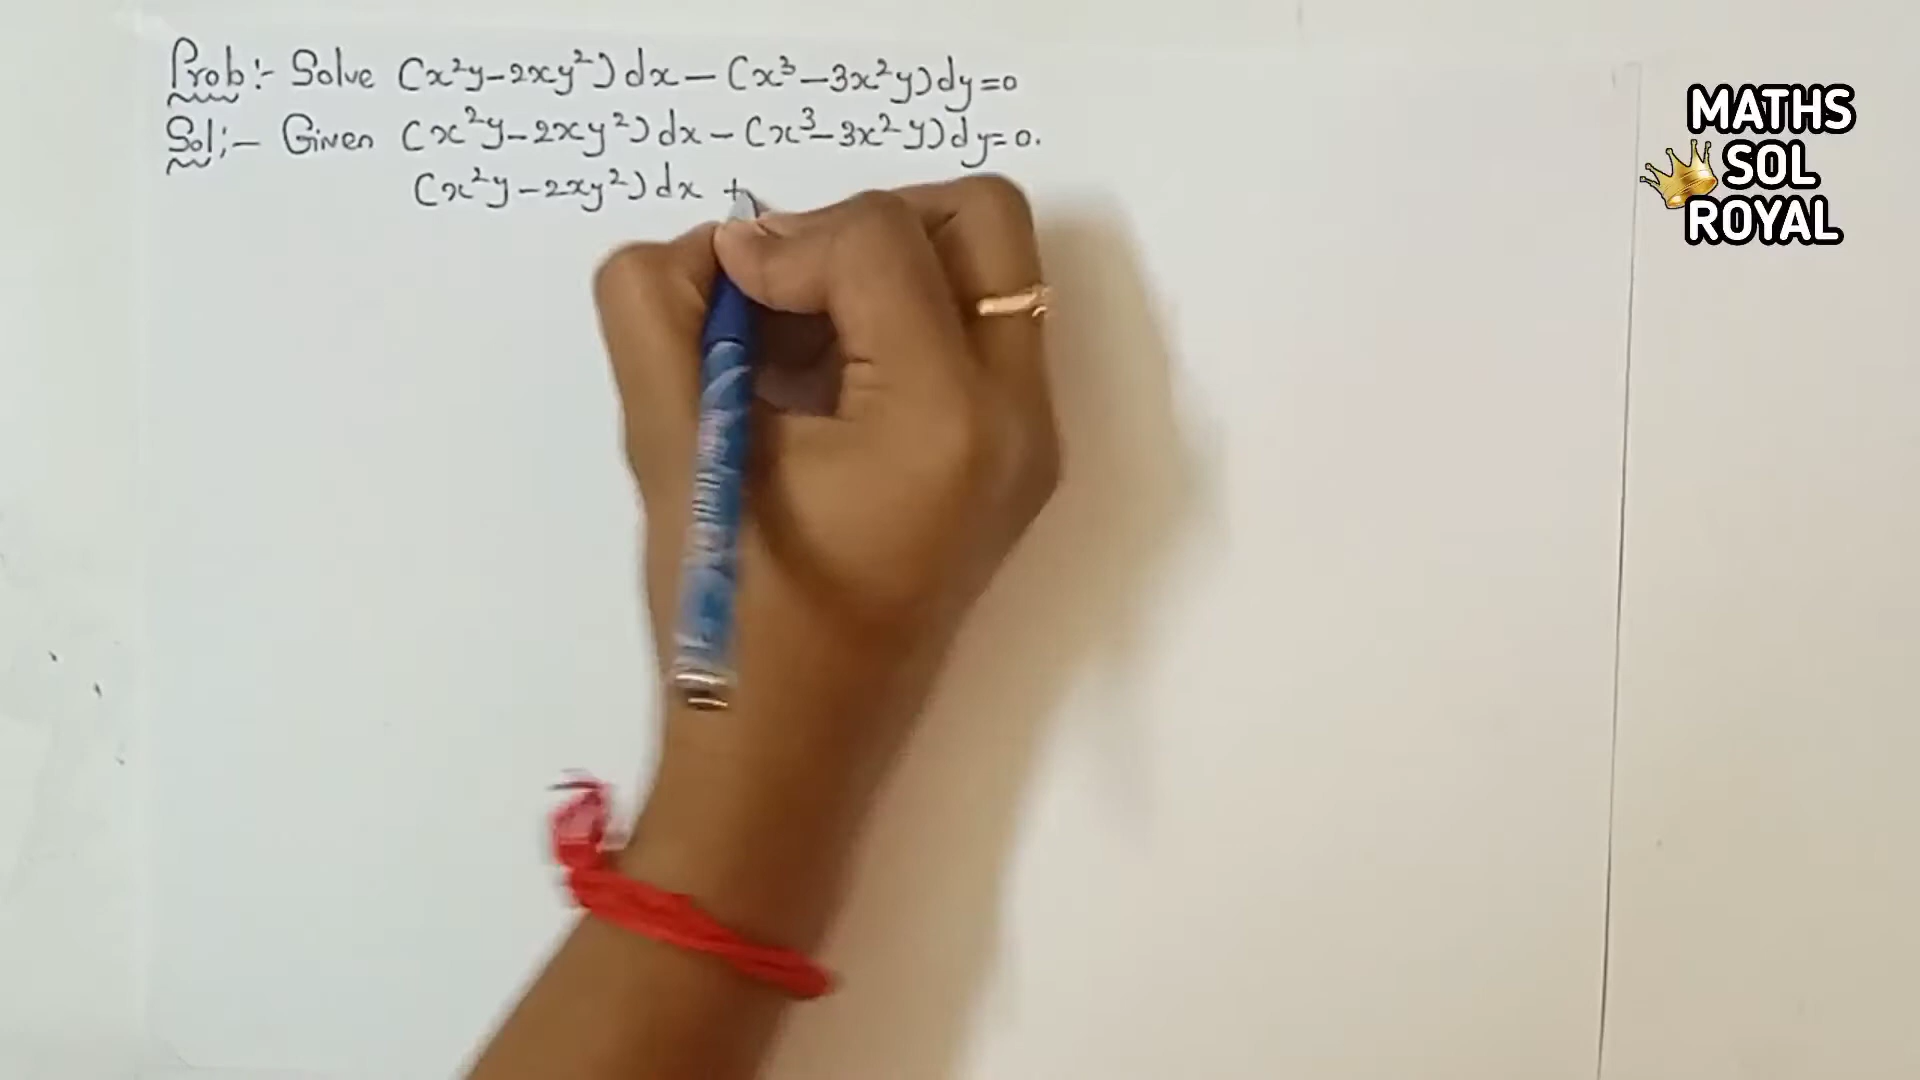 Prob:- Solve (x²y-2xy²)dx-(x³-3x²y)dy=0
Sol:- Given (x²y-2xy²)dx-(x³-3x²y)dy=0.
(x²y-2xy²)dx +
MATHS
SOL
ROYAL